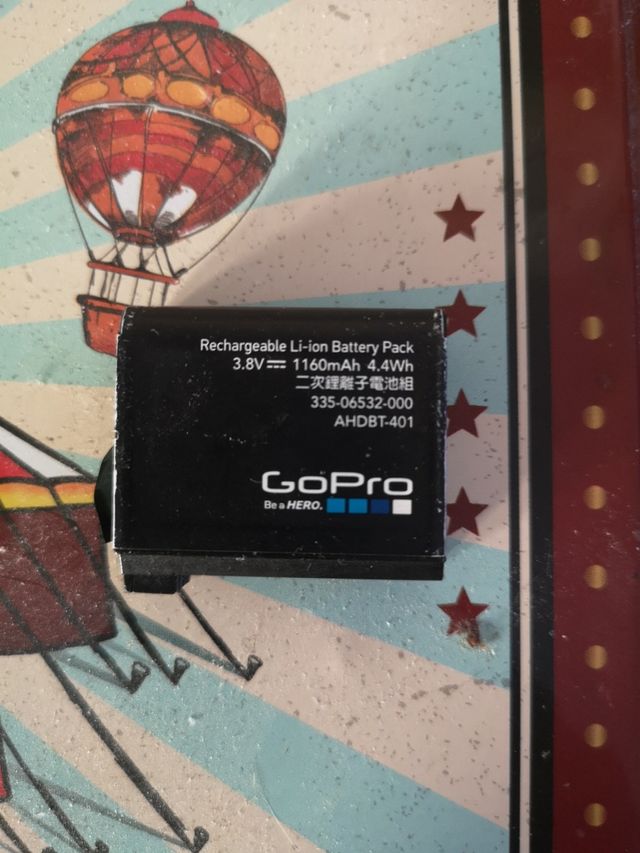 Rechargeable Li-ion Battery Pack
3.8V⎓ 1160mAh 4.4Wh
二次鋰離子電池組
335-06532-000
AHDBT-401
GoPro
Be a HERO.